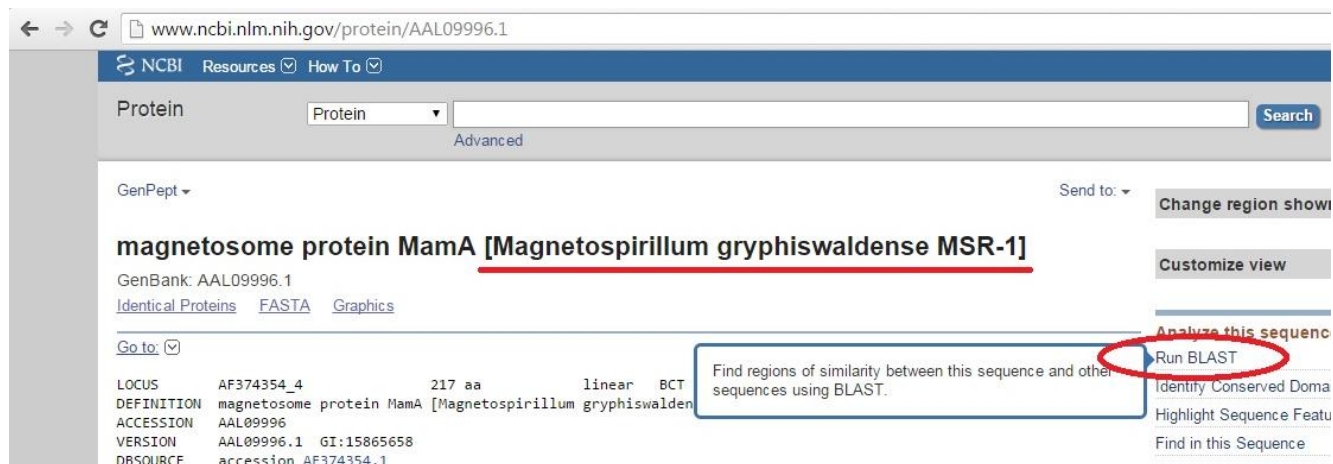 www.ncbi.nlm.nih.gov/protein/AAL09996.1
NCBI Resources How To
Protein Protein Search
Advanced
GenPept Send to:
Change region shown
magnetosome protein MamA [Magnetospirillum gryphiswaldense MSR-1]
GenBank: AAL09996.1
Customize view
Identical Proteins FASTA Graphics
Analyze this sequence
Go to:
Run BLAST
Find regions of similarity between this sequence and other
sequences using BLAST.
LOCUS AF374354_4 217 aa linear BCT
Identify Conserved Doma
DEFINITION magnetosome protein MamA [Magnetospirillum gryphiswalden
Highlight Sequence Featu
ACCESSION AAL09996
VERSION AAL09996.1 GI:15865658
Find in this Sequence
DBSOURCE accession AF374354.1